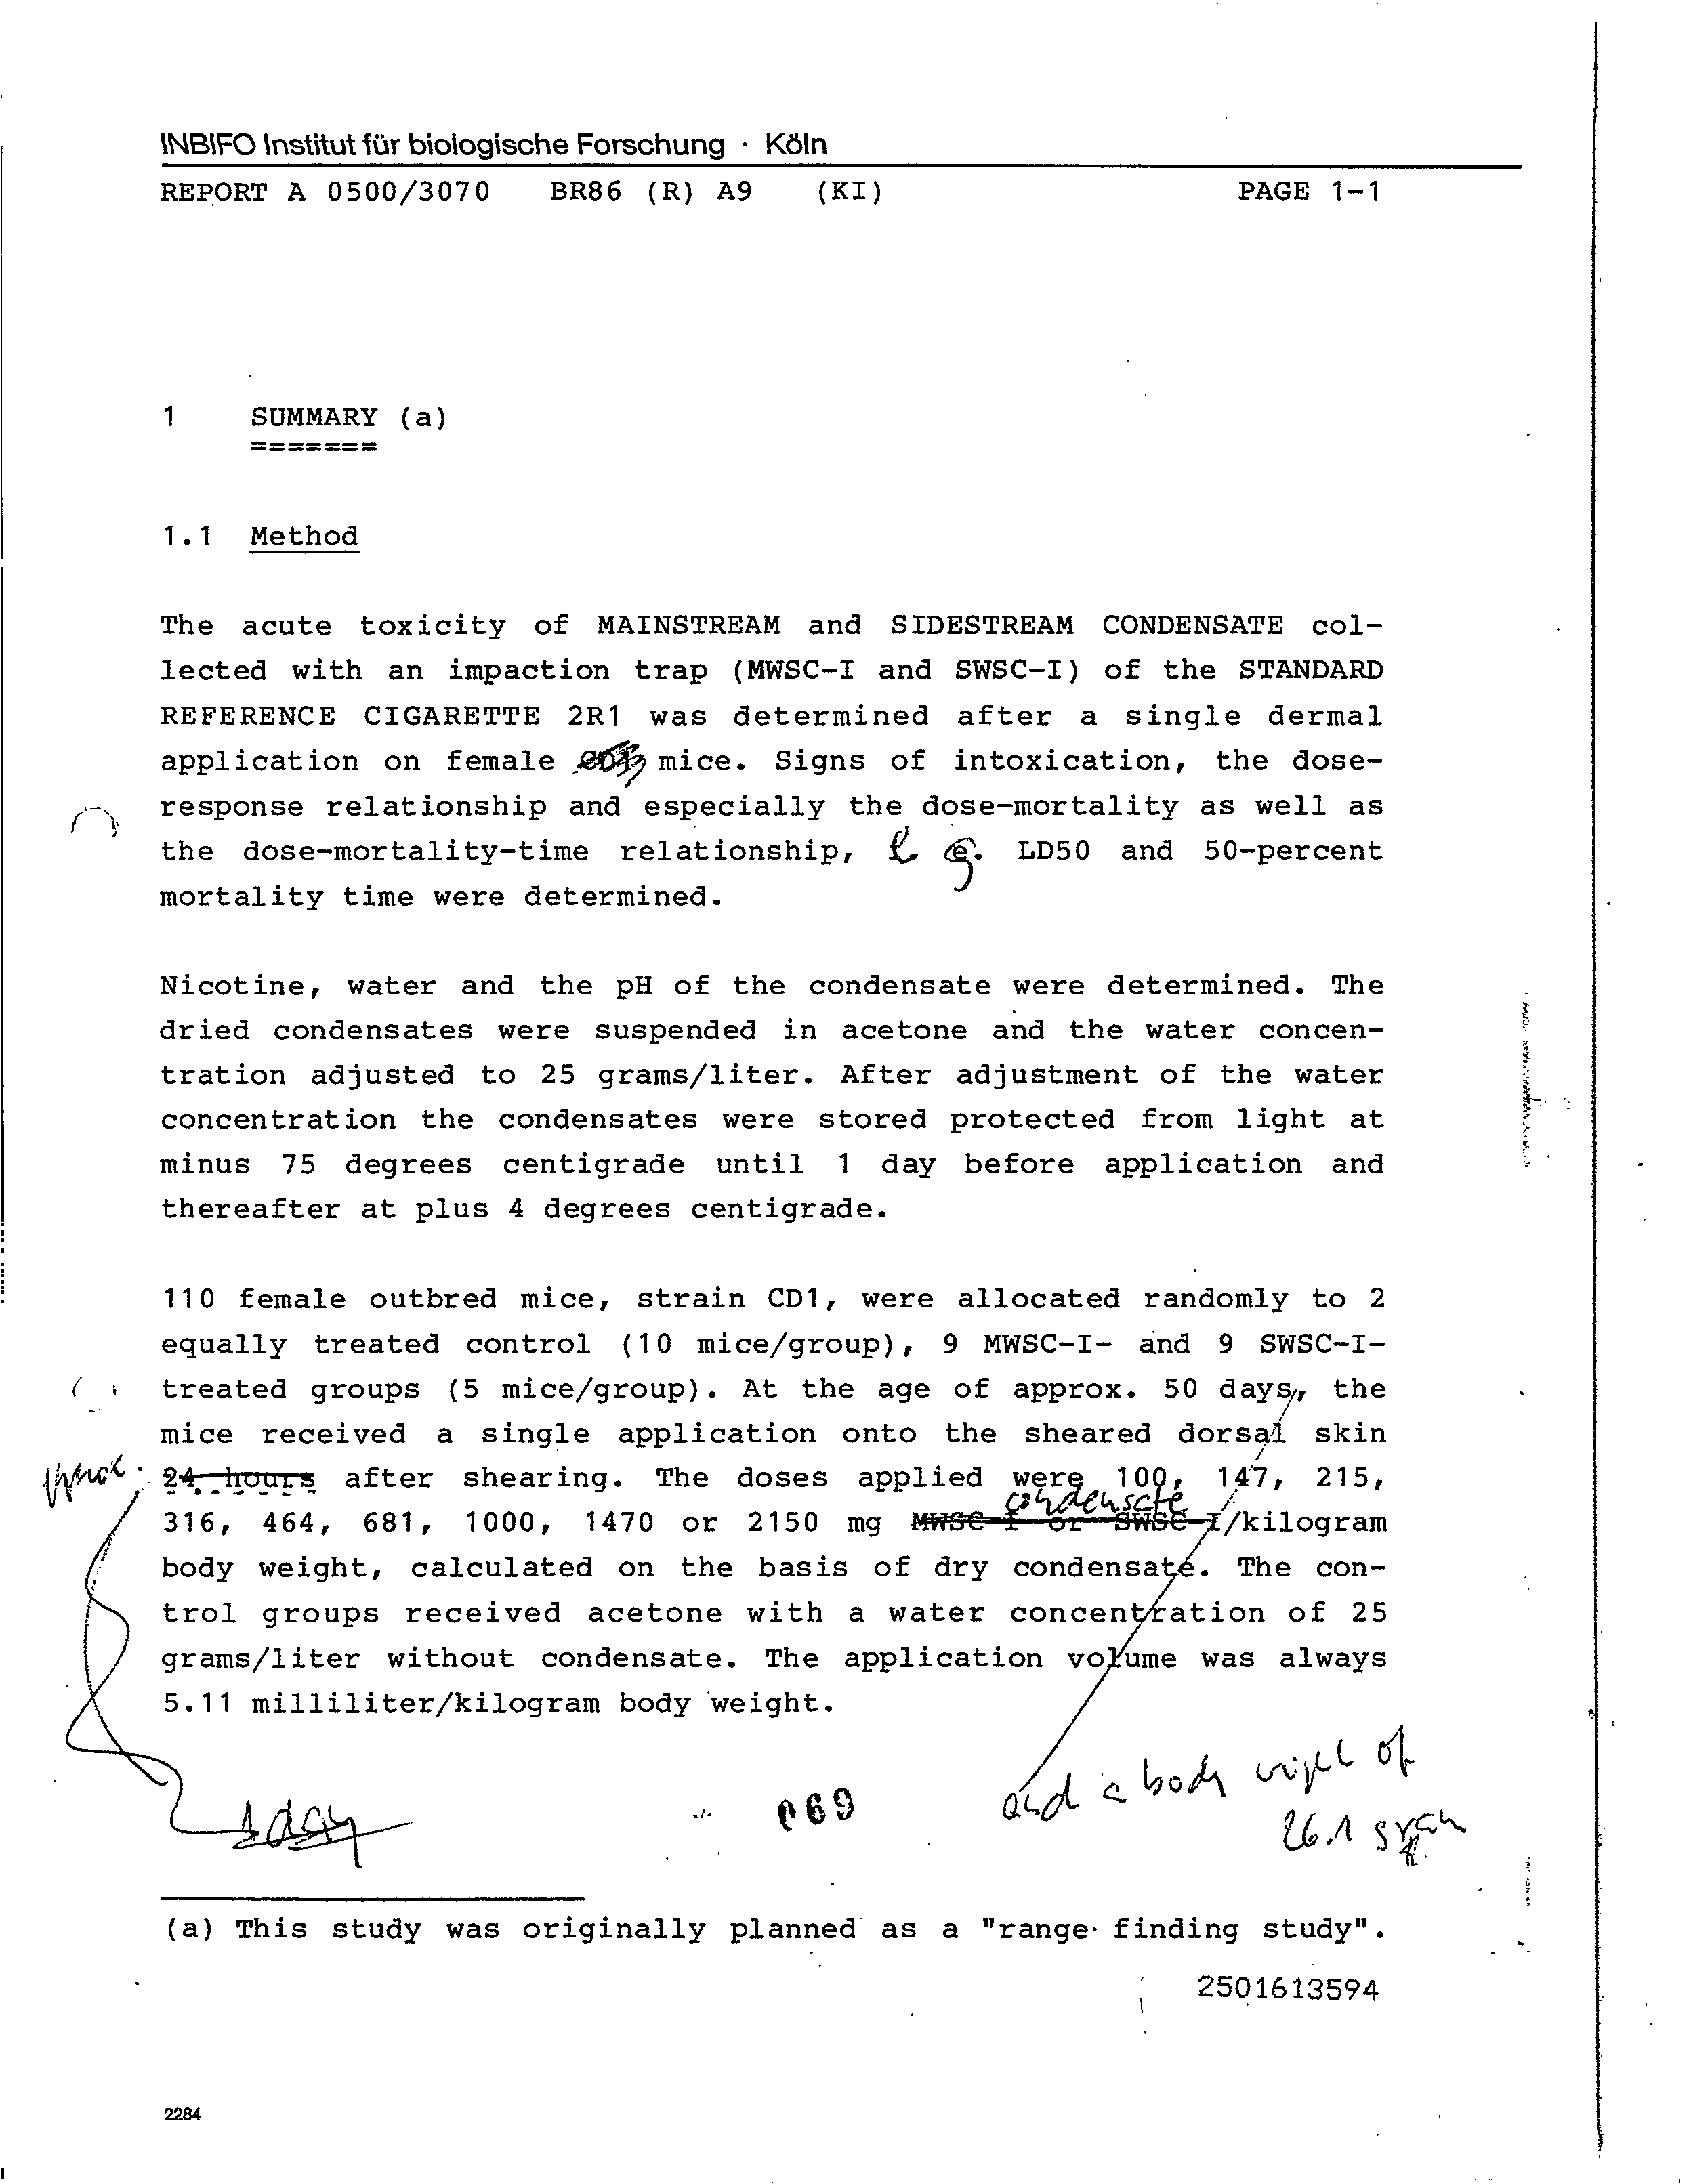 INBIFO Institut für biologische Forschung · Köln
REPORT A 0500/3070 BR86 (R) A9 (KI) PAGE 1-1
1 SUMMARY (a)
=======
1.1 Method
The acute toxicity of MAINSTREAM and SIDESTREAM CONDENSATE col-
lected with an impaction trap (MWSC-I and SWSC-I) of the STANDARD
REFERENCE CIGARETTE 2R1 was determined after a single dermal
application on female mice. Signs of intoxication, the dose-
response relationship and especially the dose-mortality as well as
the dose-mortality-time relationship, LD50 and 50-percent
mortality time were determined.
Nicotine, water and the pH of the condensate were determined. The
dried condensates were suspended in acetone and the water concen-
tration adjusted to 25 grams/liter. After adjustment of the water
concentration the condensates were stored protected from light at
minus 75 degrees centigrade until 1 day before application and
thereafter at plus 4 degrees centigrade.
110 female outbred mice, strain CD1, were allocated randomly to 2
equally treated control (10 mice/group), 9 MWSC-I- and 9 SWSC-I-
treated groups (5 mice/group). At the age of approx. 50 days, the
mice received a single application onto the sheared dorsal skin
24 hours after shearing. The doses applied were 100, 147, 215,
condensate
316, 464, 681, 1000, 1470 or 2150 mg MWSC-I or SWSC-I/kilogram
body weight, calculated on the basis of dry condensate. The con-
trol groups received acetone with a water concentration of 25
grams/liter without condensate. The application volume was always
5.11 milliliter/kilogram body weight.
and a body weight of
1 day
069
26.1 gram
(a) This study was originally planned as a "range finding study".
2501613594
2284